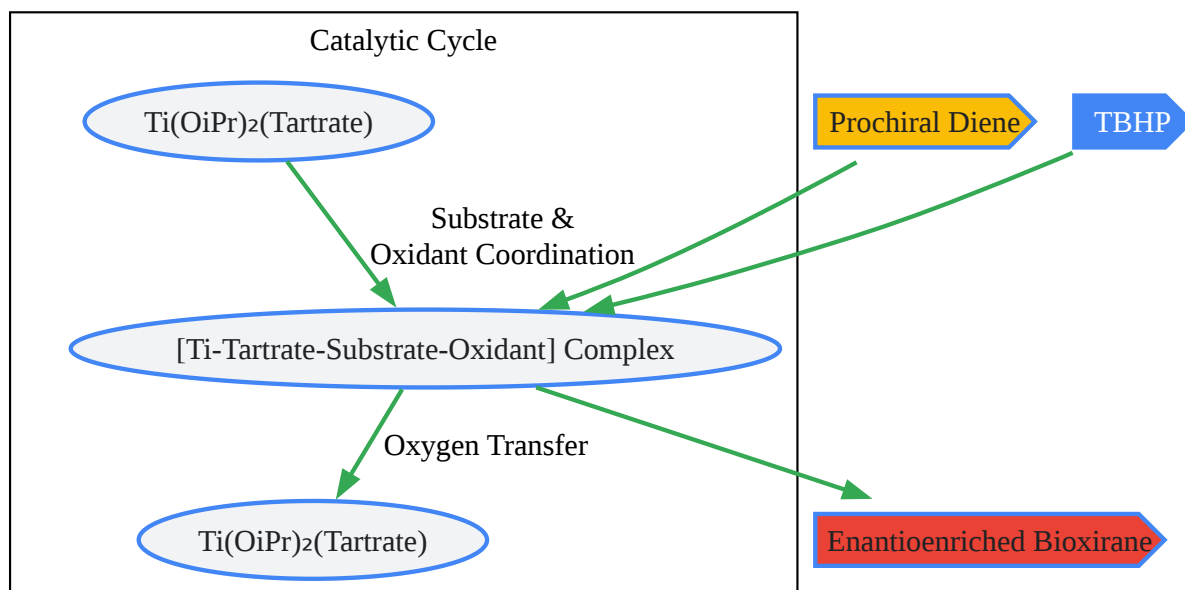 Catalytic Cycle
Ti(OiPr)₂(Tartrate)
Prochiral Diene
TBHP
Substrate &
Oxidant Coordination
[Ti-Tartrate-Substrate-Oxidant] Complex
Oxygen Transfer
Ti(OiPr)₂(Tartrate)
Enantioenriched Bioxirane